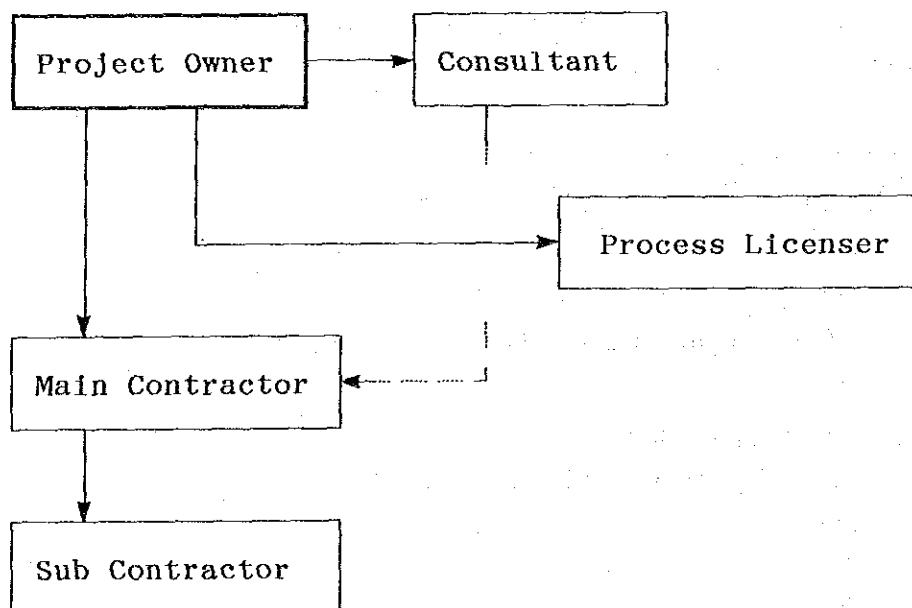 Project Owner
Consultant
Process Licenser
Main Contractor
Sub Contractor